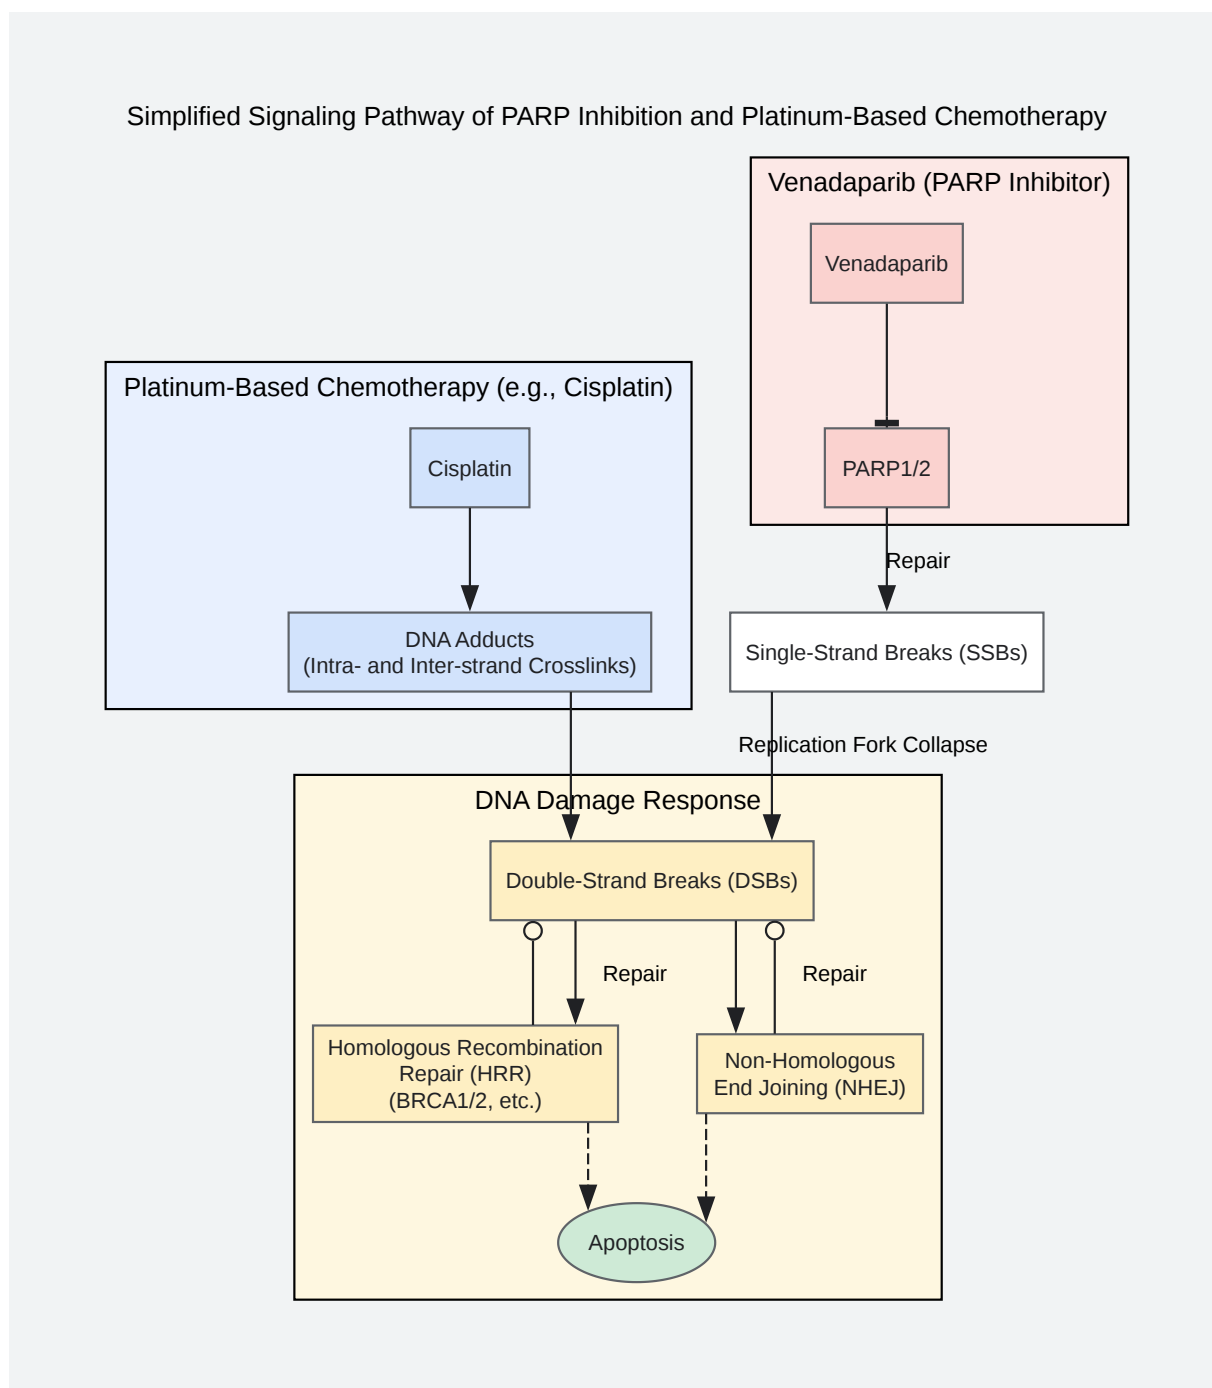 Simplified Signaling Pathway of PARP Inhibition and Platinum-Based Chemotherapy
Venadaparib (PARP Inhibitor)
Venadaparib
Platinum-Based Chemotherapy (e.g., Cisplatin)
Cisplatin
PARP1/2
Repair
DNA Adducts
(Intra- and Inter-strand Crosslinks)
Single-Strand Breaks (SSBs)
Replication Fork Collapse
DNA Damage Response
Double-Strand Breaks (DSBs)
Repair
Repair
Homologous Recombination
Repair (HRR)
(BRCA1/2, etc.)
Non-Homologous
End Joining (NHEJ)
Apoptosis